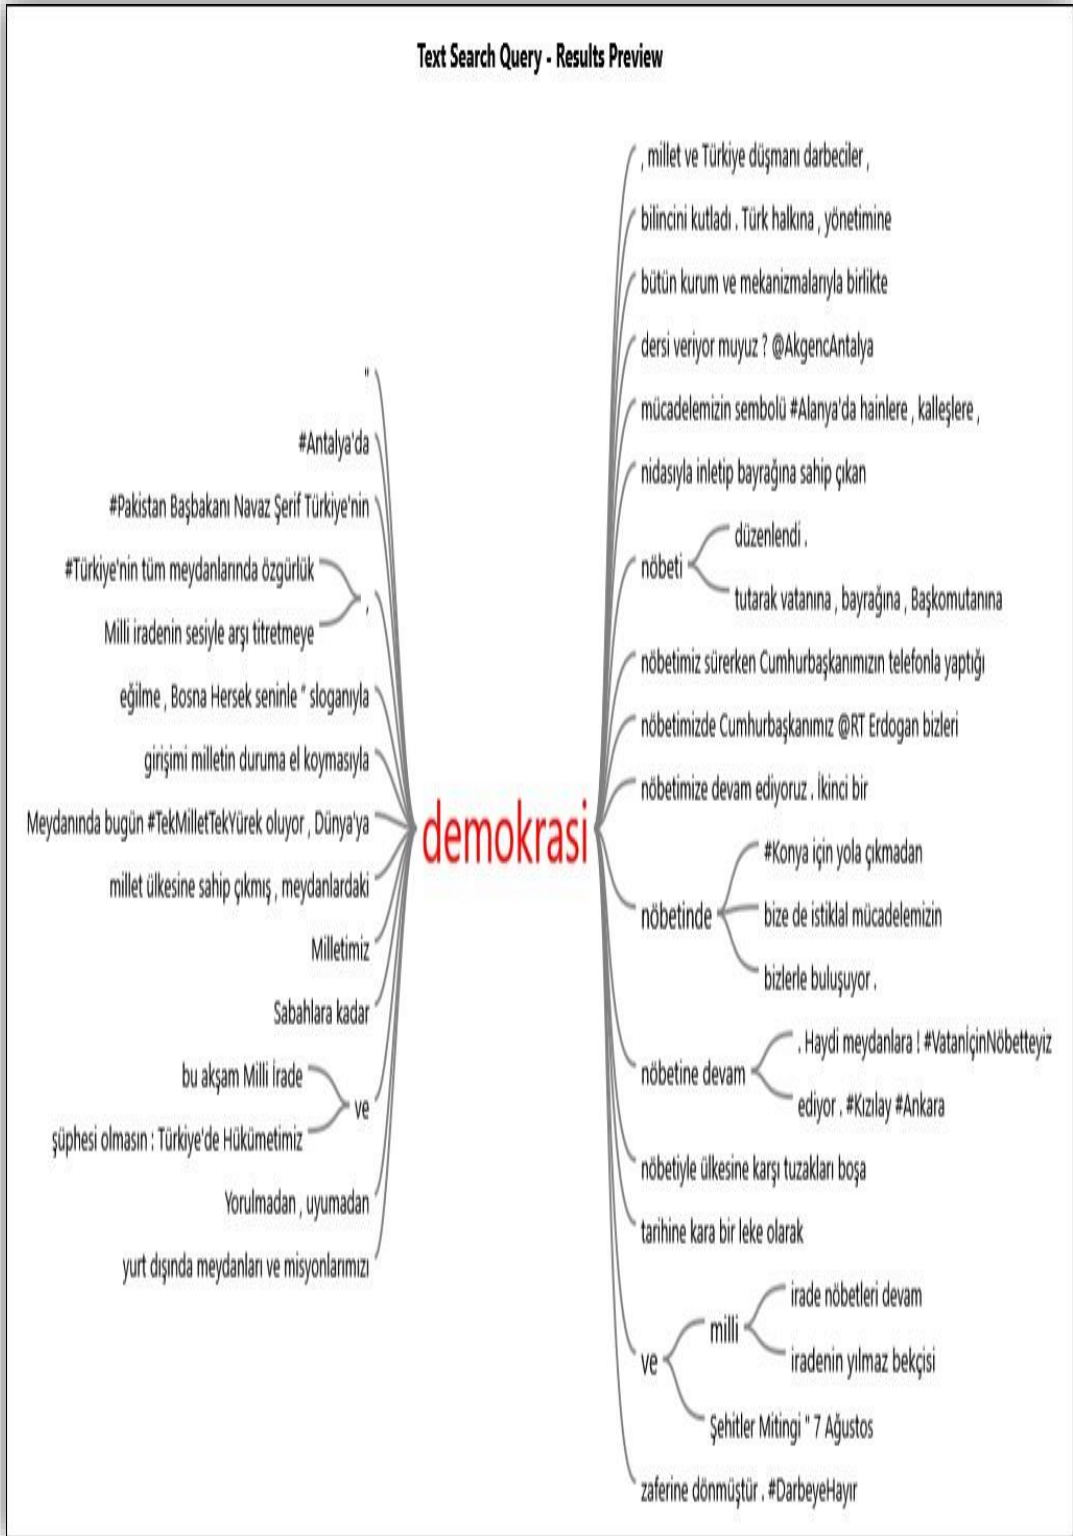 Text Search Query - Results Preview
"
#Antalya'da
#Pakistan Başbakanı Navaz Şerif Türkiye'nin
#Türkiye'nin tüm meydanlarında özgürlük
,
Milli iradenin sesiyle arşı titretmeye
eğilme , Bosna Hersek seninle " sloganıyla
girişimi milletin duruma el koymasıyla
Meydanında bugün #TekMilletTekYürek oluyor , Dünya'ya
millet ülkesine sahip çıkmış , meydanlardaki
Milletimiz
Sabahlara kadar
bu akşam Milli İrade
ve
şüphesi olmasın : Türkiye'de Hükümetimiz
Yorulmadan , uyumadan
yurt dışında meydanları ve misyonlarımızı
demokrasi
, millet ve Türkiye düşmanı darbeciler ,
bilincini kutladı . Türk halkına , yönetimine
bütün kurum ve mekanizmalarıyla birlikte
dersi veriyor muyuz ? @AkgencAntalya
mücadelemizin sembolü #Alanya'da hainlere , kalleşlere ,
nidasıyla inletip bayrağına sahip çıkan
nöbeti
düzenlendi .
tutarak vatanına , bayrağına , Başkomutanına
nöbetimiz sürerken Cumhurbaşkanımızın telefonla yaptığı
nöbetimizde Cumhurbaşkanımız @RT Erdogan bizleri
nöbetimize devam ediyoruz . İkinci bir
nöbetinde
#Konya için yola çıkmadan
bize de istiklal mücadelemizin
bizlerle buluşuyor .
nöbetine devam
. Haydi meydanlara ! #VatanİçinNöbetteyiz
ediyor . #Kızılay #Ankara
nöbetiyle ülkesine karşı tuzakları boşa
tarihine kara bir leke olarak
ve
milli
irade nöbetleri devam
iradenin yılmaz bekçisi
Şehitler Mitingi " 7 Ağustos
zaferine dönmüştür . #DarbeyeHayır